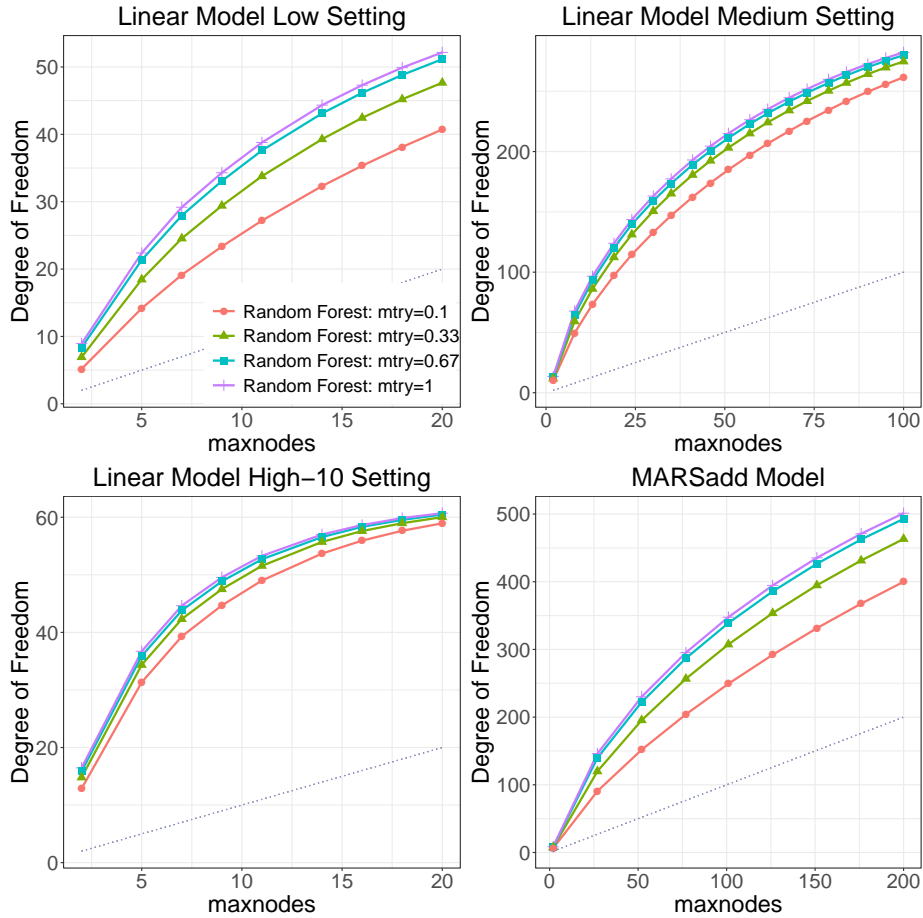 Linear Model Low Setting
Degree of Freedom
50
40
30
20
10
0
Random Forest: mtry=0.1
Random Forest: mtry=0.33
Random Forest: mtry=0.67
Random Forest: mtry=1
5
10
15
20
maxnodes
Linear Model Medium Setting
Degree of Freedom
200
100
0
0
25
50
75
100
maxnodes
Linear Model High−10 Setting
Degree of Freedom
60
40
20
0
5
10
15
20
maxnodes
MARSadd Model
Degree of Freedom
500
400
300
200
100
0
0
50
100
150
200
maxnodes